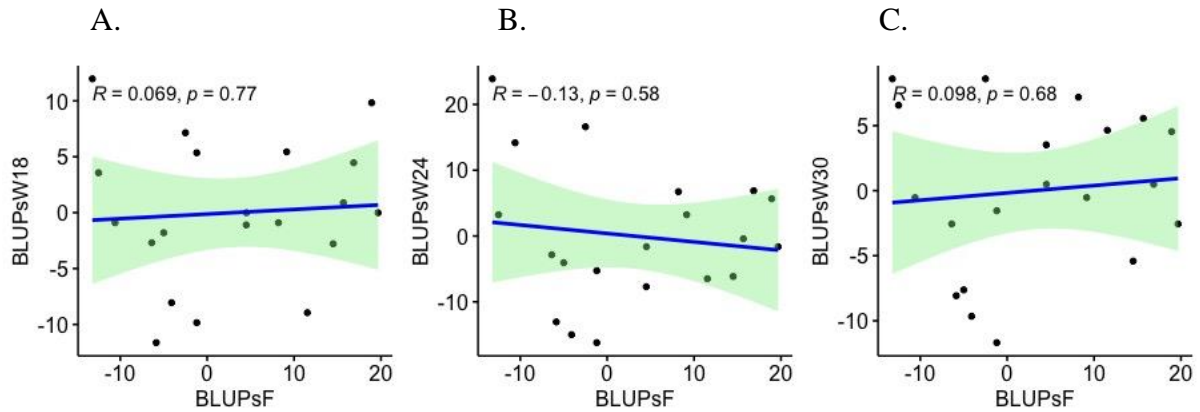 A.
B.
C.
R = 0.069, p = 0.77
10
5
0
-5
-10
BLUPsW18
-10 0 10 20
BLUPsF
R = −0.13, p = 0.58
20
10
0
-10
BLUPsW24
-10 0 10 20
BLUPsF
R = 0.098, p = 0.68
5
0
-5
-10
BLUPsW30
-10 0 10 20
BLUPsF